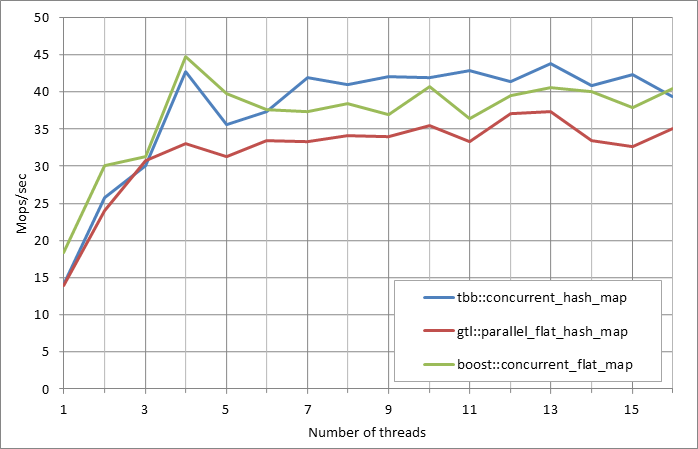 50
45
40
35
30
25
20
15
10
5
0
Mops/sec
tbb::concurrent_hash_map
gtl::parallel_flat_hash_map
boost::concurrent_flat_map
1 3 5 7 9 11 13 15
Number of threads